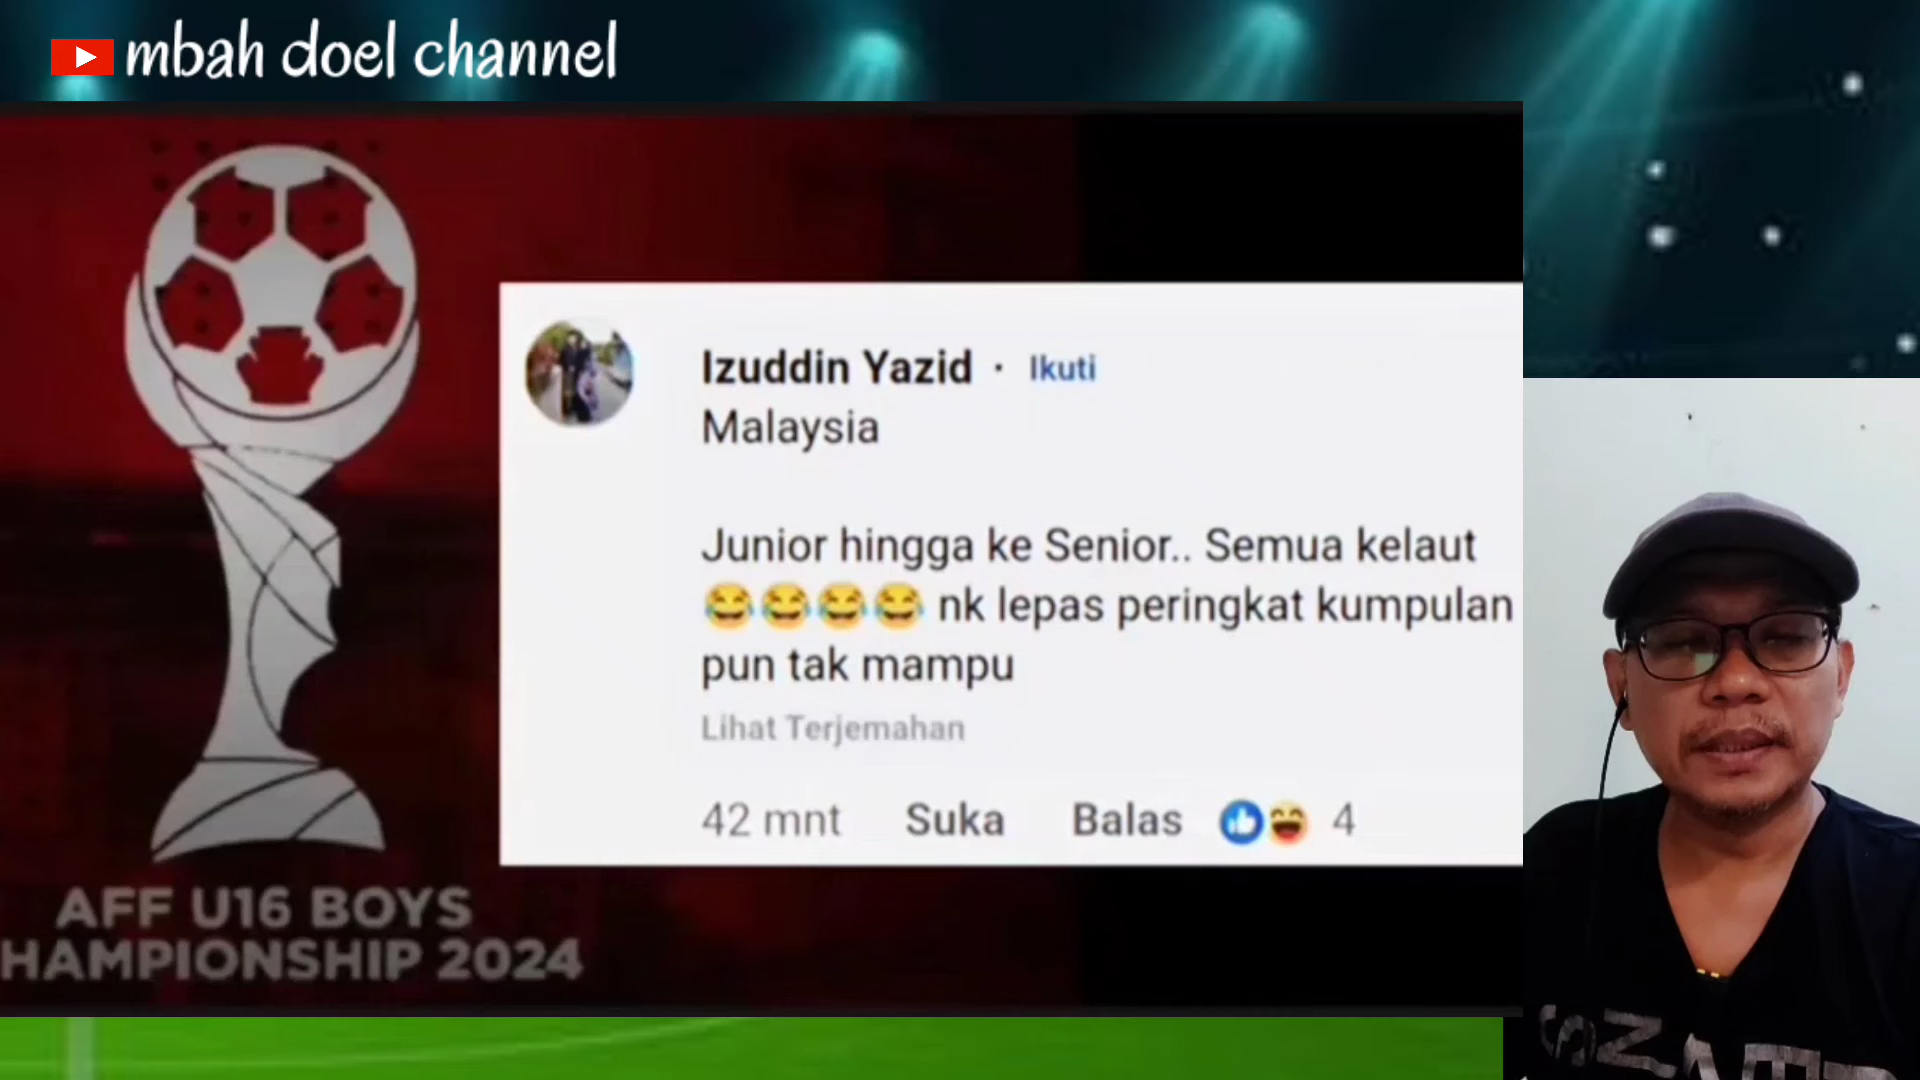 mbah doel channel
Izuddin Yazid · Ikuti
Malaysia
Junior hingga ke Senior.. Semua kelaut
😂😂😂😂 nk lepas peringkat kumpulan
pun tak mampu
Lihat Terjemahan
42 mnt Suka Balas 4
AFF U16 BOYS
HAMPIONSHIP 2024